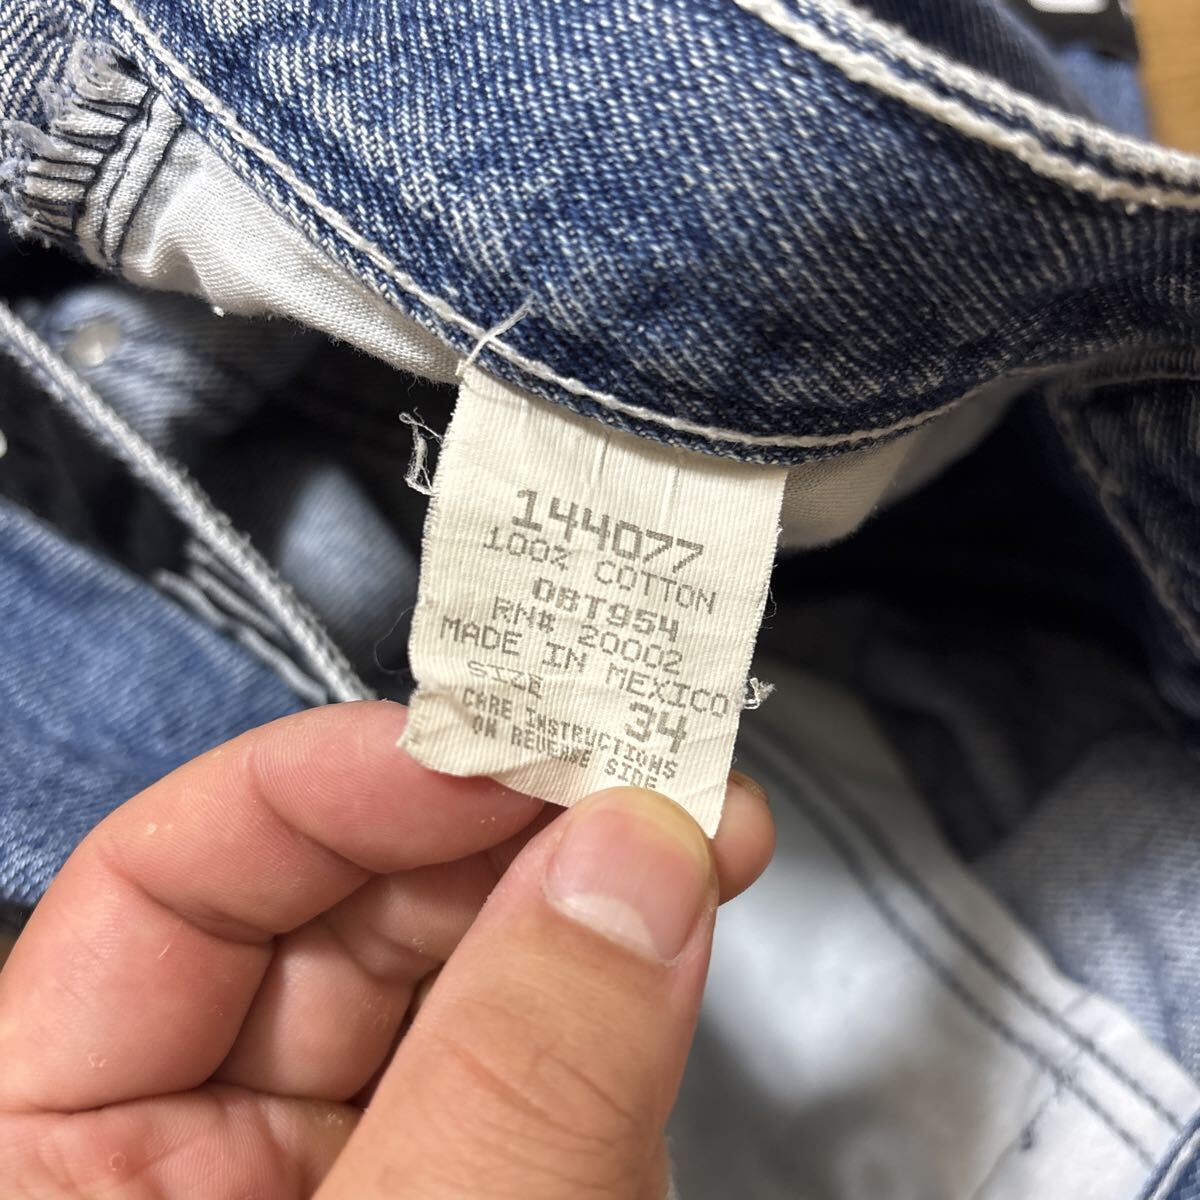 144077
100% COTTON
0BT954
RN# 20002
MADE IN MEXICO
SIZE 34
CARE INSTRUCTIONS
ON REVERSE SIDE